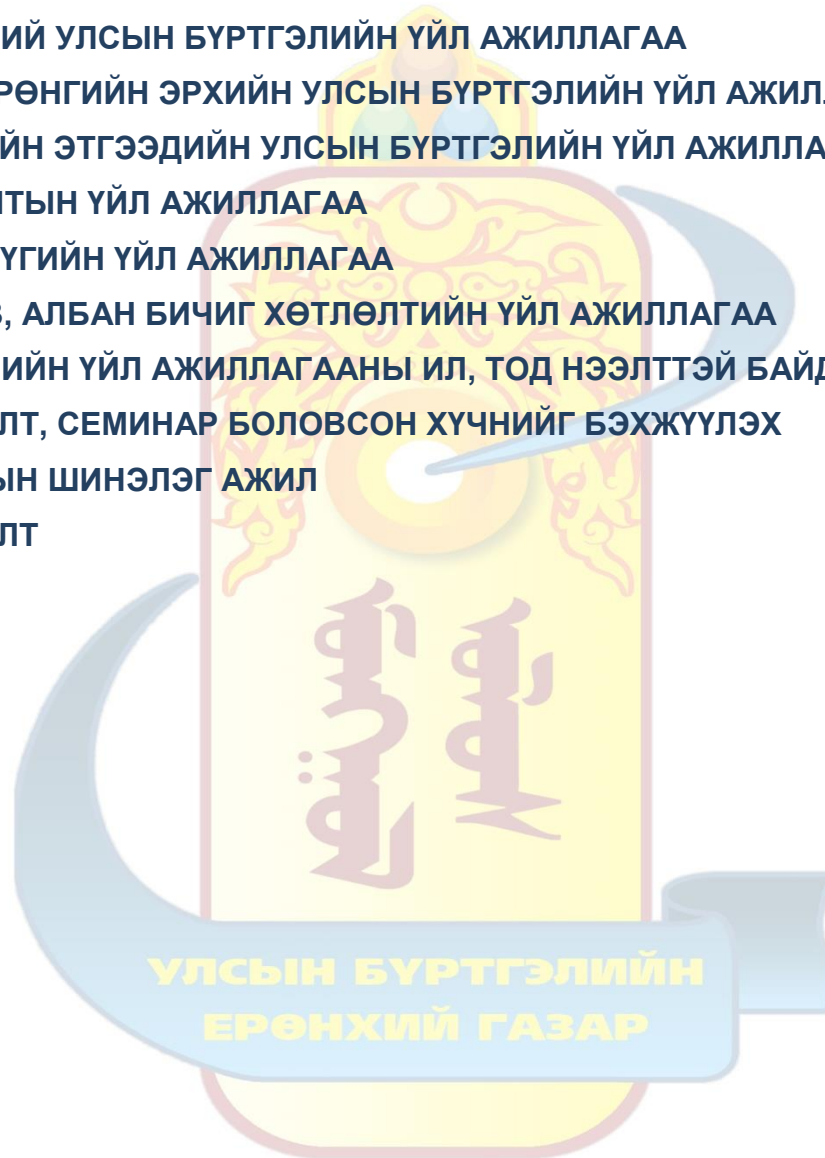 ИЙ УЛСЫН БҮРТГЭЛИЙН ҮЙЛ АЖИЛЛАГАА
РӨНГИЙН ЭРХИЙН УЛСЫН БҮРТГЭЛИЙН ҮЙЛ АЖИЛ
ЙН ЭТГЭЭДИЙН УЛСЫН БҮРТГЭЛИЙН ҮЙЛ АЖИЛЛА
ЛТЫН ҮЙЛ АЖИЛЛАГАА
ҮГИЙН ҮЙЛ АЖИЛЛАГАА
В, АЛБАН БИЧИГ ХӨТЛӨЛТИЙН ҮЙЛ АЖИЛЛАГАА
ИЙН ҮЙЛ АЖИЛЛАГААНЫ ИЛ, ТОД НЭЭЛТТЭЙ БАЙД
ЛТ, СЕМИНАР БОЛОВСОН ХҮЧНИЙГ БЭХЖҮҮЛЭХ
ЫН ШИНЭЛЭГ АЖИЛ
ЛТ
УЛСЫН БҮРТГЭЛИЙН
ЕРӨНХИЙ ГАЗАР